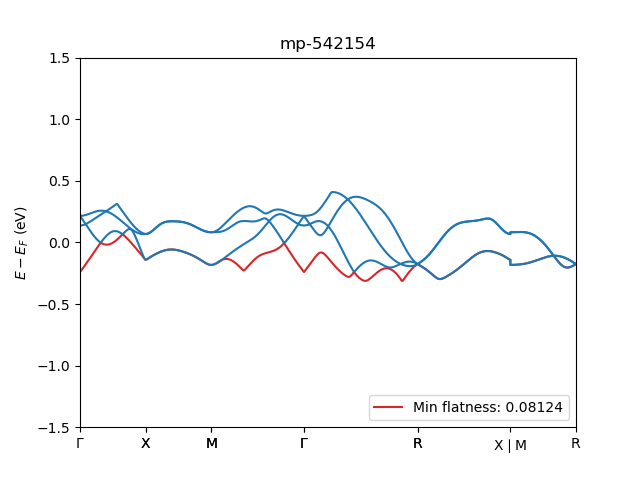 mp-542154
E − E_F (eV)
1.5
1.0
0.5
0.0
−0.5
−1.0
−1.5
Min flatness: 0.08124
Γ X M Γ R X | M R